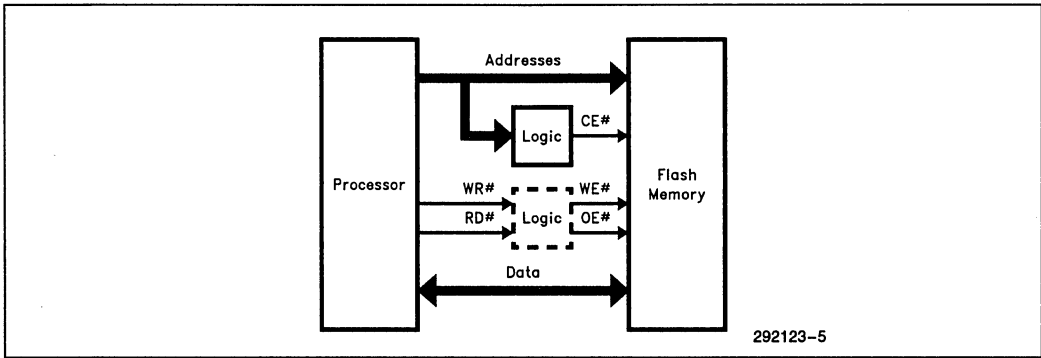 Addresses
Logic
CE#
Processor
Flash
Memory
WR#
WE#
Logic
RD#
OE#
Data
292123-5